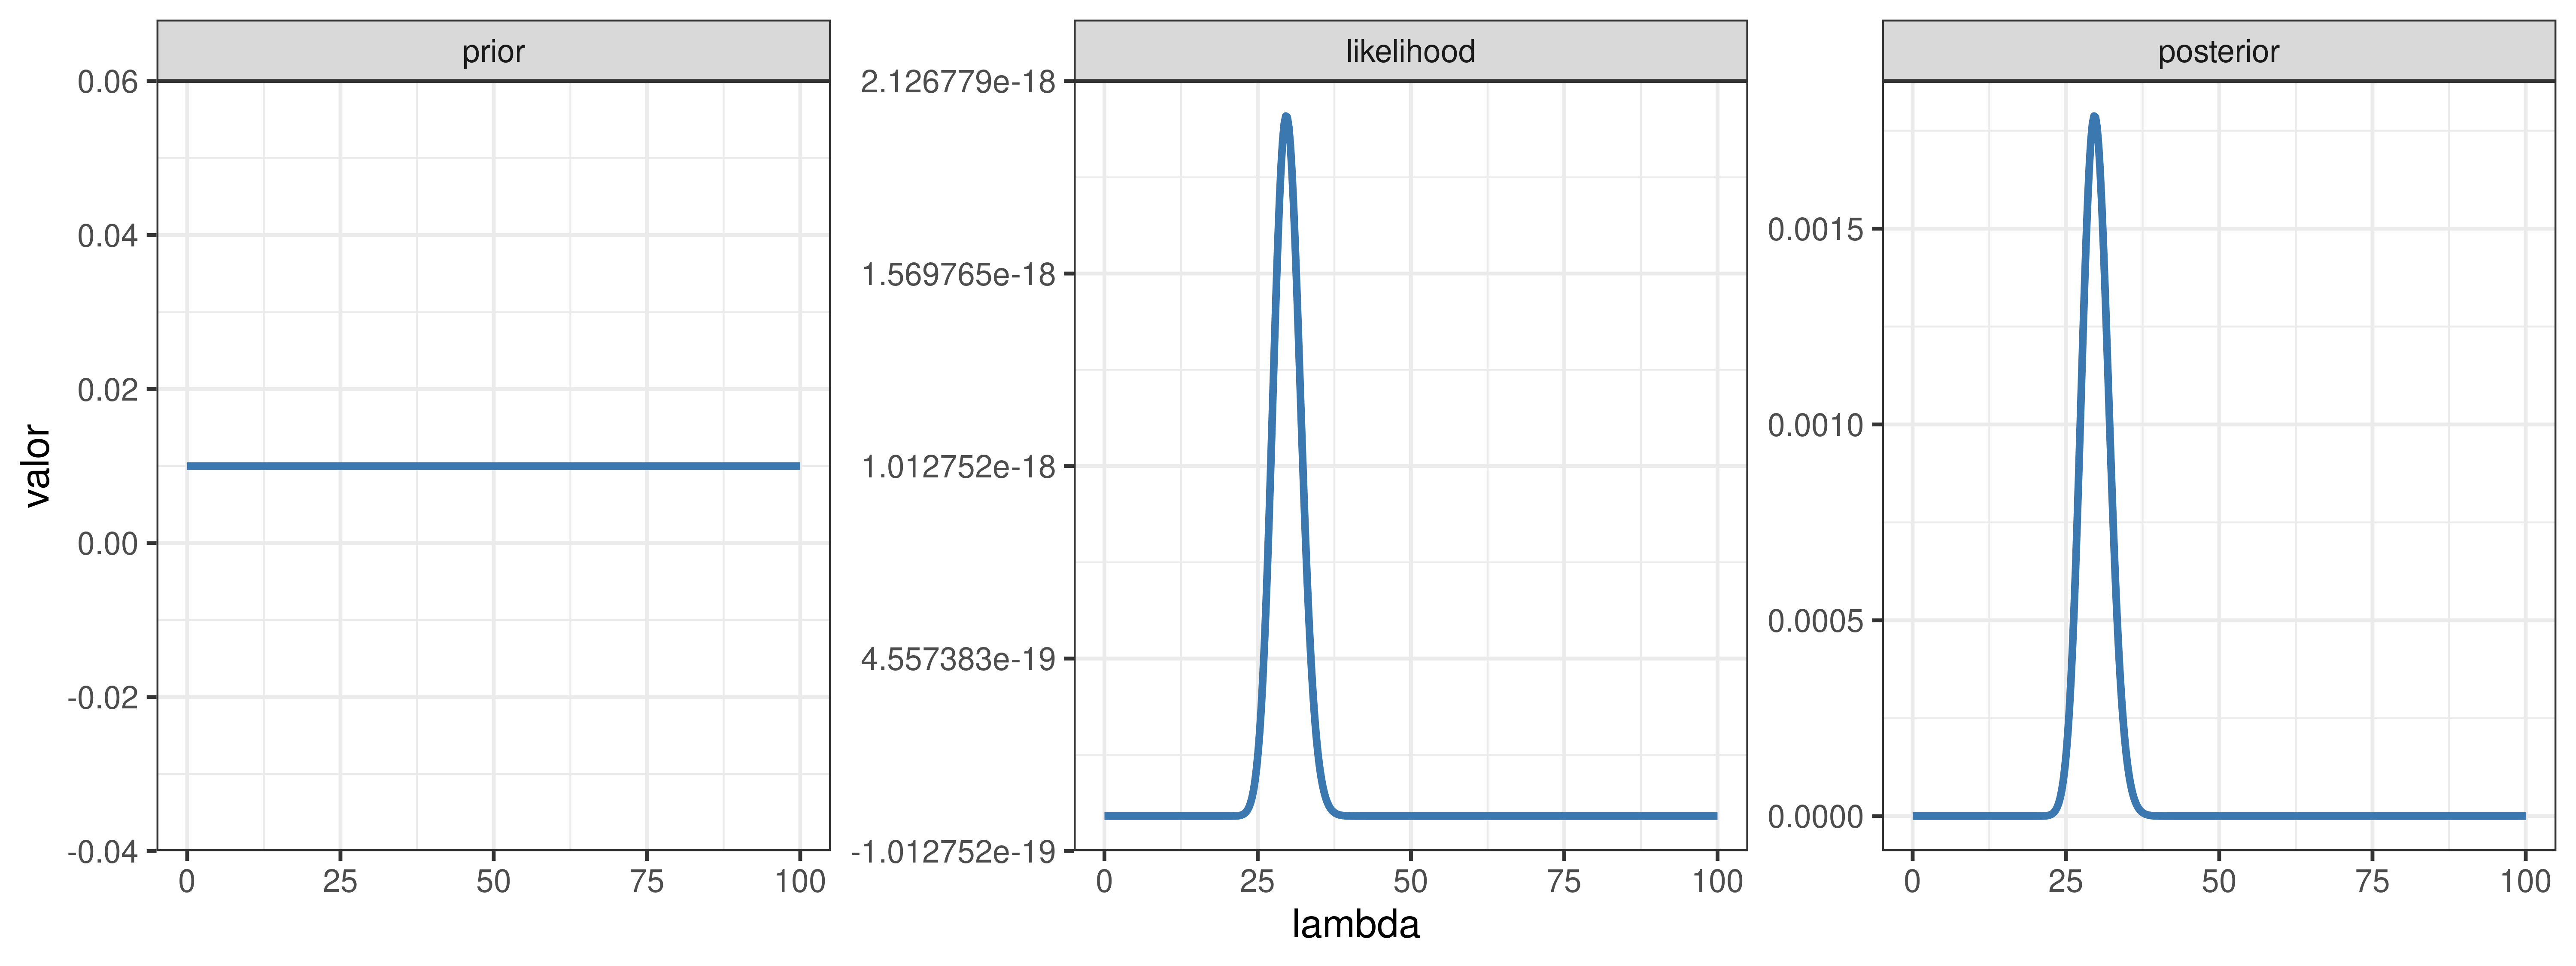 prior
likelihood
posterior
valor
0.06
0.04
0.02
0.00
-0.02
-0.04
0 25 50 75 100
2.126779e-18
1.569765e-18
1.012752e-18
4.557383e-19
-1.012752e-19
0 25 50 75 100
0.0015
0.0010
0.0005
0.0000
0 25 50 75 100
lambda